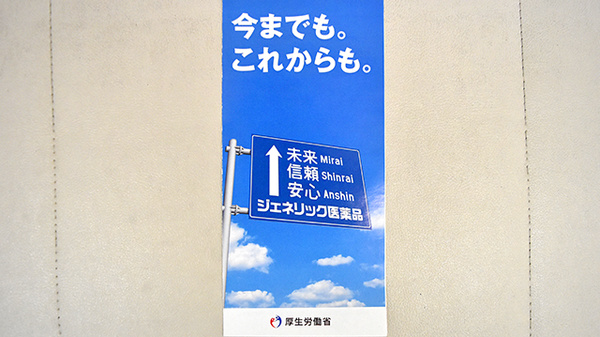 今までも。
これからも。
未来 Mirai
信頼 Shinrai
安心 Anshin
ジェネリック医薬品
厚生労働省